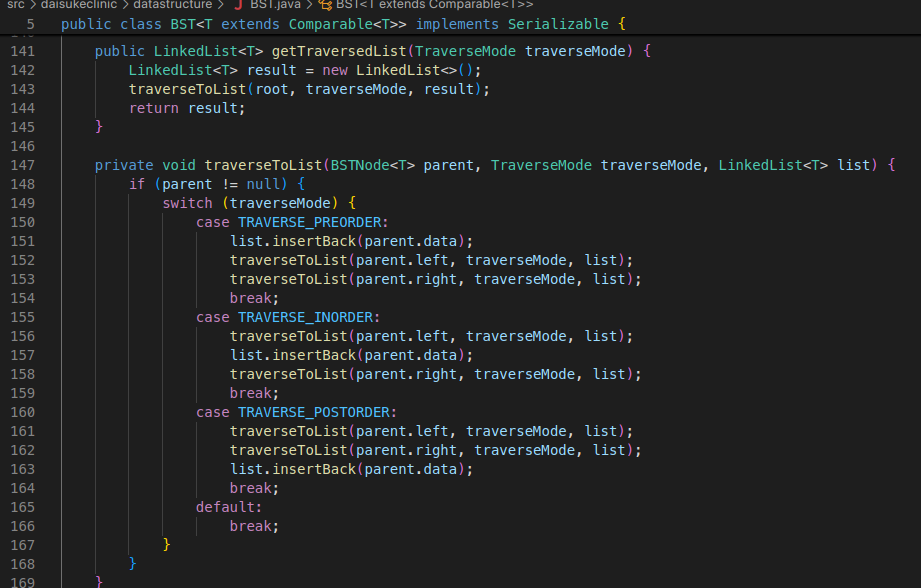 src > daisukeclinic > datastructure > J BST.java > BST<T extends Comparable<T>>
5 public class BST<T extends Comparable<T>> implements Serializable {
141     public LinkedList<T> getTraversedList(TraverseMode traverseMode) {
142         LinkedList<T> result = new LinkedList<>();
143         traverseToList(root, traverseMode, result);
144         return result;
145     }
146
147     private void traverseToList(BSTNode<T> parent, TraverseMode traverseMode, LinkedList<T> list) {
148         if (parent != null) {
149             switch (traverseMode) {
150                 case TRAVERSE_PREORDER:
151                     list.insertBack(parent.data);
152                     traverseToList(parent.left, traverseMode, list);
153                     traverseToList(parent.right, traverseMode, list);
154                     break;
155                 case TRAVERSE_INORDER:
156                     traverseToList(parent.left, traverseMode, list);
157                     list.insertBack(parent.data);
158                     traverseToList(parent.right, traverseMode, list);
159                     break;
160                 case TRAVERSE_POSTORDER:
161                     traverseToList(parent.left, traverseMode, list);
162                     traverseToList(parent.right, traverseMode, list);
163                     list.insertBack(parent.data);
164                     break;
165                 default:
166                     break;
167             }
168         }
169     }